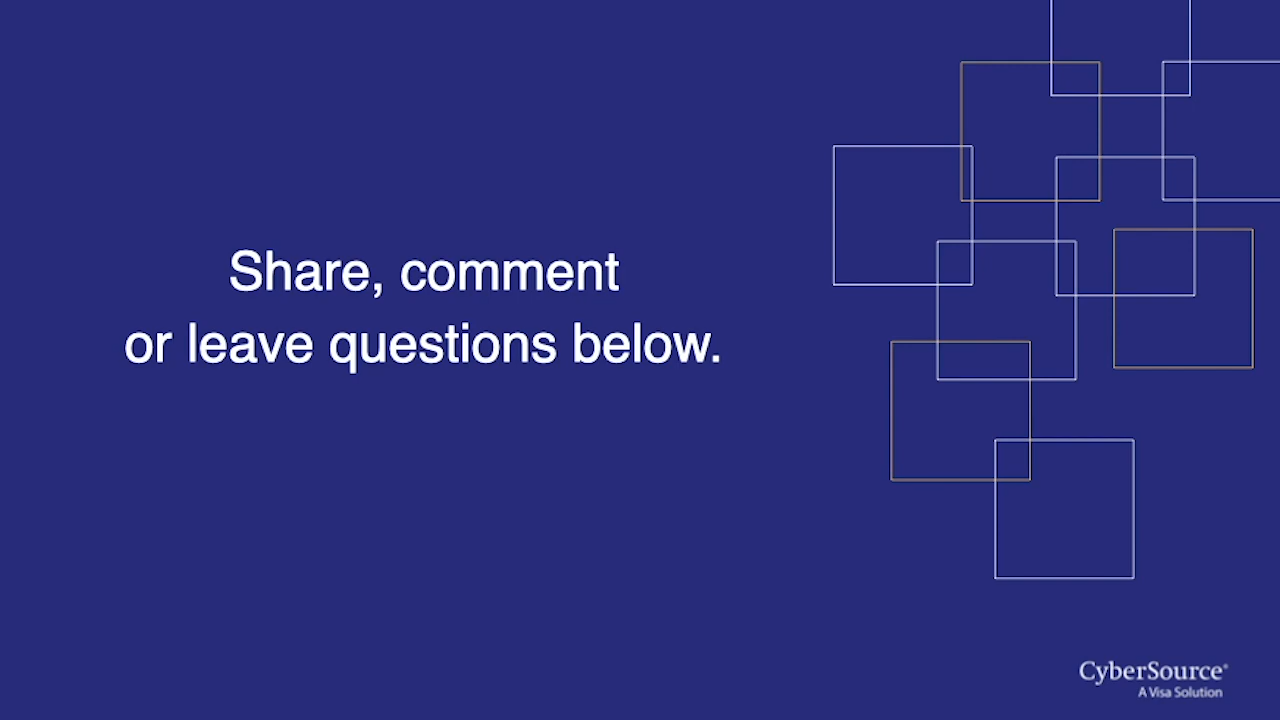 Share, comment
or leave questions below.
CyberSource®
A Visa Solution